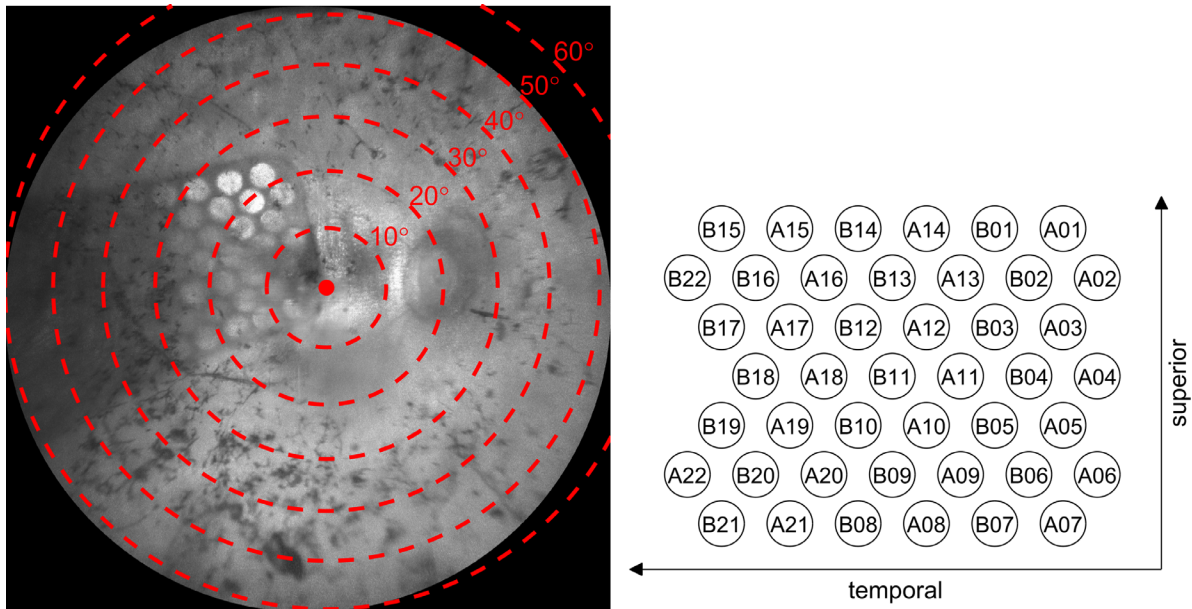 60°
50°
40°
30°
20°
10°
B15 A15 B14 A14 B01 A01
B22 B16 A16 B13 A13 B02 A02
B17 A17 B12 A12 B03 A03
B18 A18 B11 A11 B04 A04
B19 A19 B10 A10 B05 A05
A22 B20 A20 B09 A09 B06 A06
B21 A21 B08 A08 B07 A07
superior
temporal